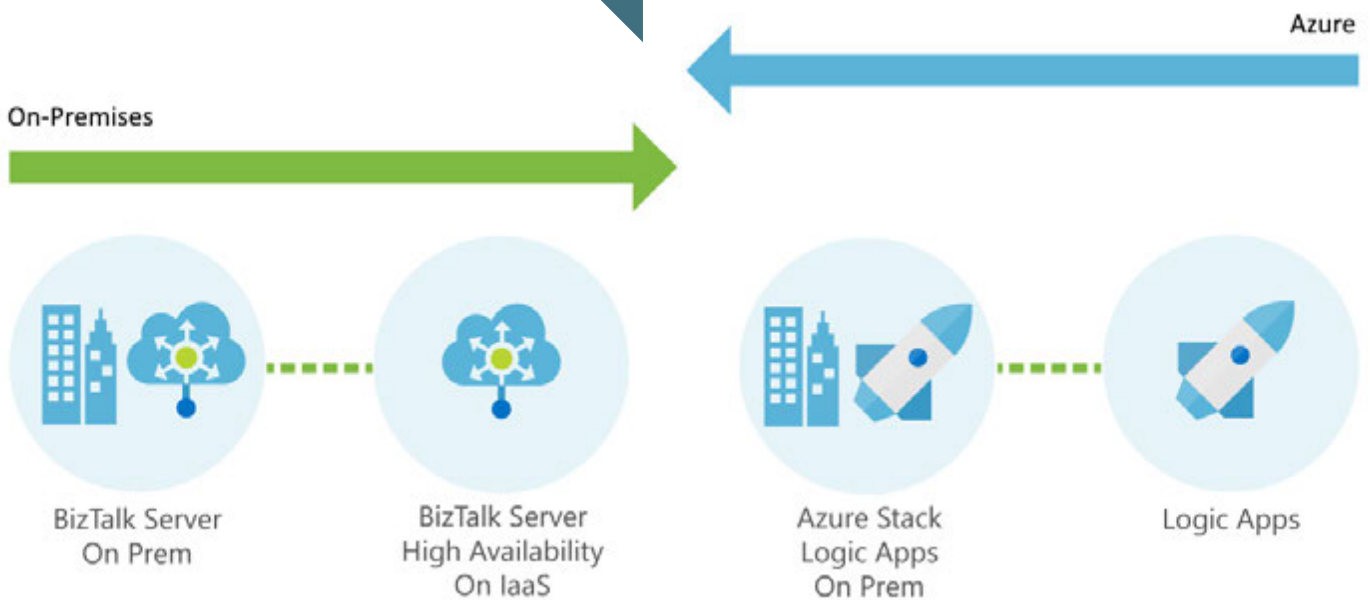 Azure
On-Premises
BizTalk Server
On Prem
BizTalk Server
High Availability
On IaaS
Azure Stack
Logic Apps
On Prem
Logic Apps